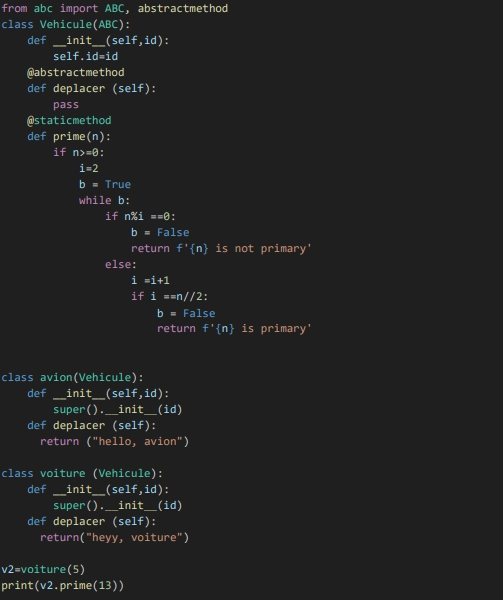 from abc import ABC, abstractmethod
class Vehicule(ABC):
    def __init__(self,id):
        self.id=id
    @abstractmethod
    def deplacer (self):
        pass
    @staticmethod
    def prime(n):
        if n>=0:
            i=2
            b = True
            while b:
                if n%i ==0:
                    b = False
                    return f'{n} is not primary'
                else:
                    i =i+1
                    if i ==n//2:
                        b = False
                        return f'{n} is primary'
class avion(Vehicule):
    def __init__(self,id):
        super().__init__(id)
    def deplacer (self):
      return ("hello, avion")
class voiture (Vehicule):
    def __init__(self,id):
        super().__init__(id)
    def deplacer (self):
      return("heyy, voiture")
v2=voiture(5)
print(v2.prime(13))